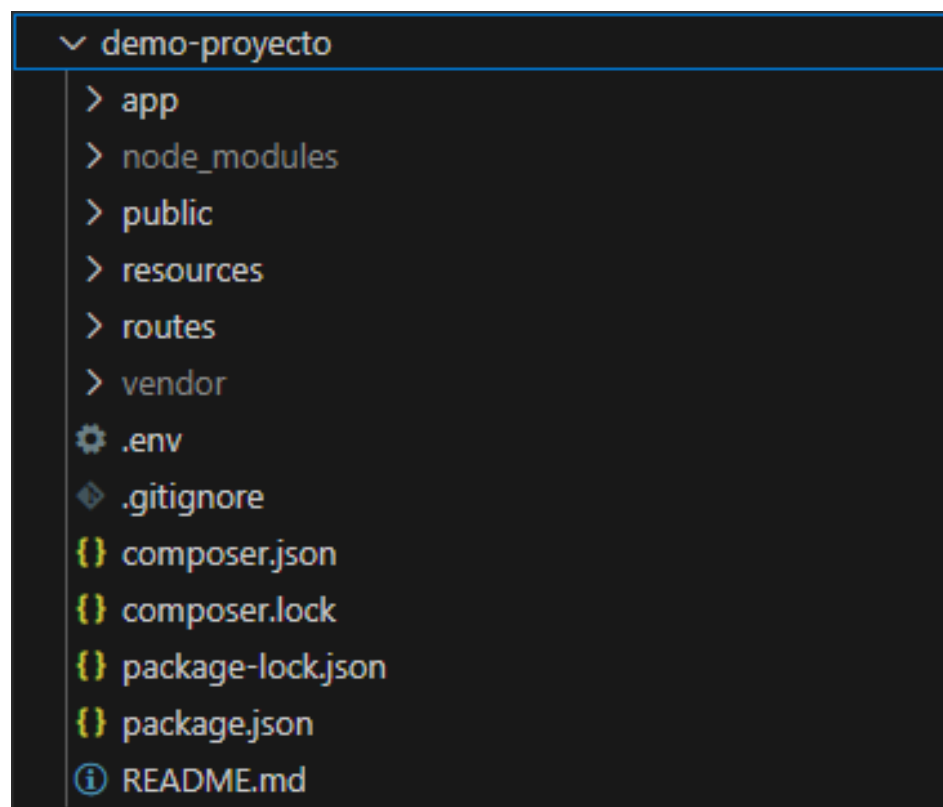 demo-proyecto
app
node_modules
public
resources
routes
vendor
.env
.gitignore
composer.json
composer.lock
package-lock.json
package.json
README.md